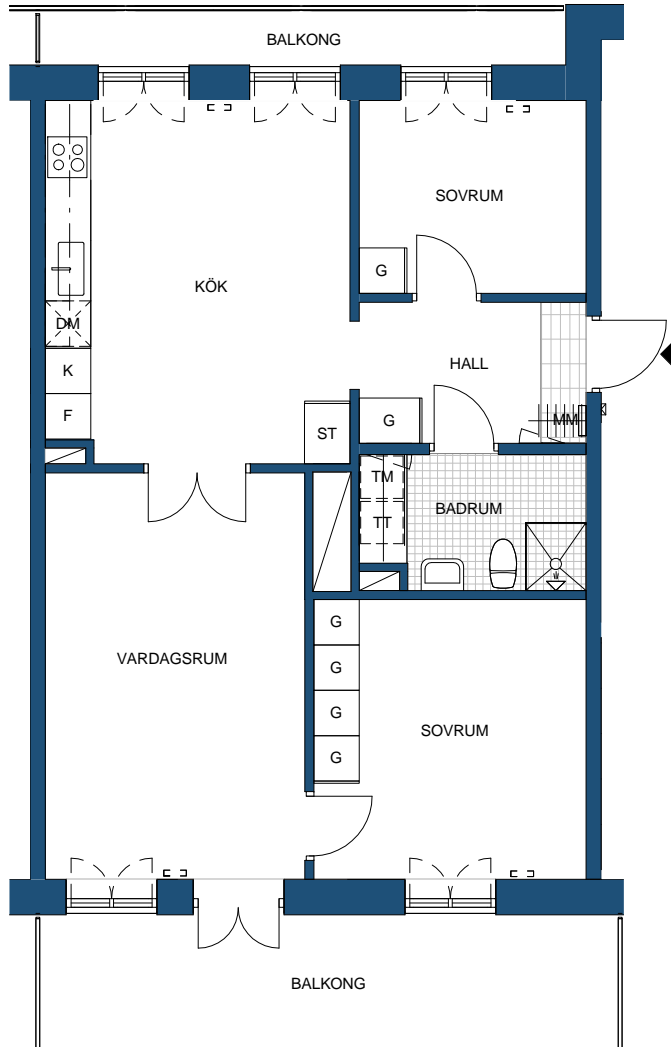 BALKONG
SOVRUM
G
KÖK
DM
K
F
HALL
G
ST
MM
TM
TT
BADRUM
G
G
G
G
VARDAGSRUM
SOVRUM
BALKONG